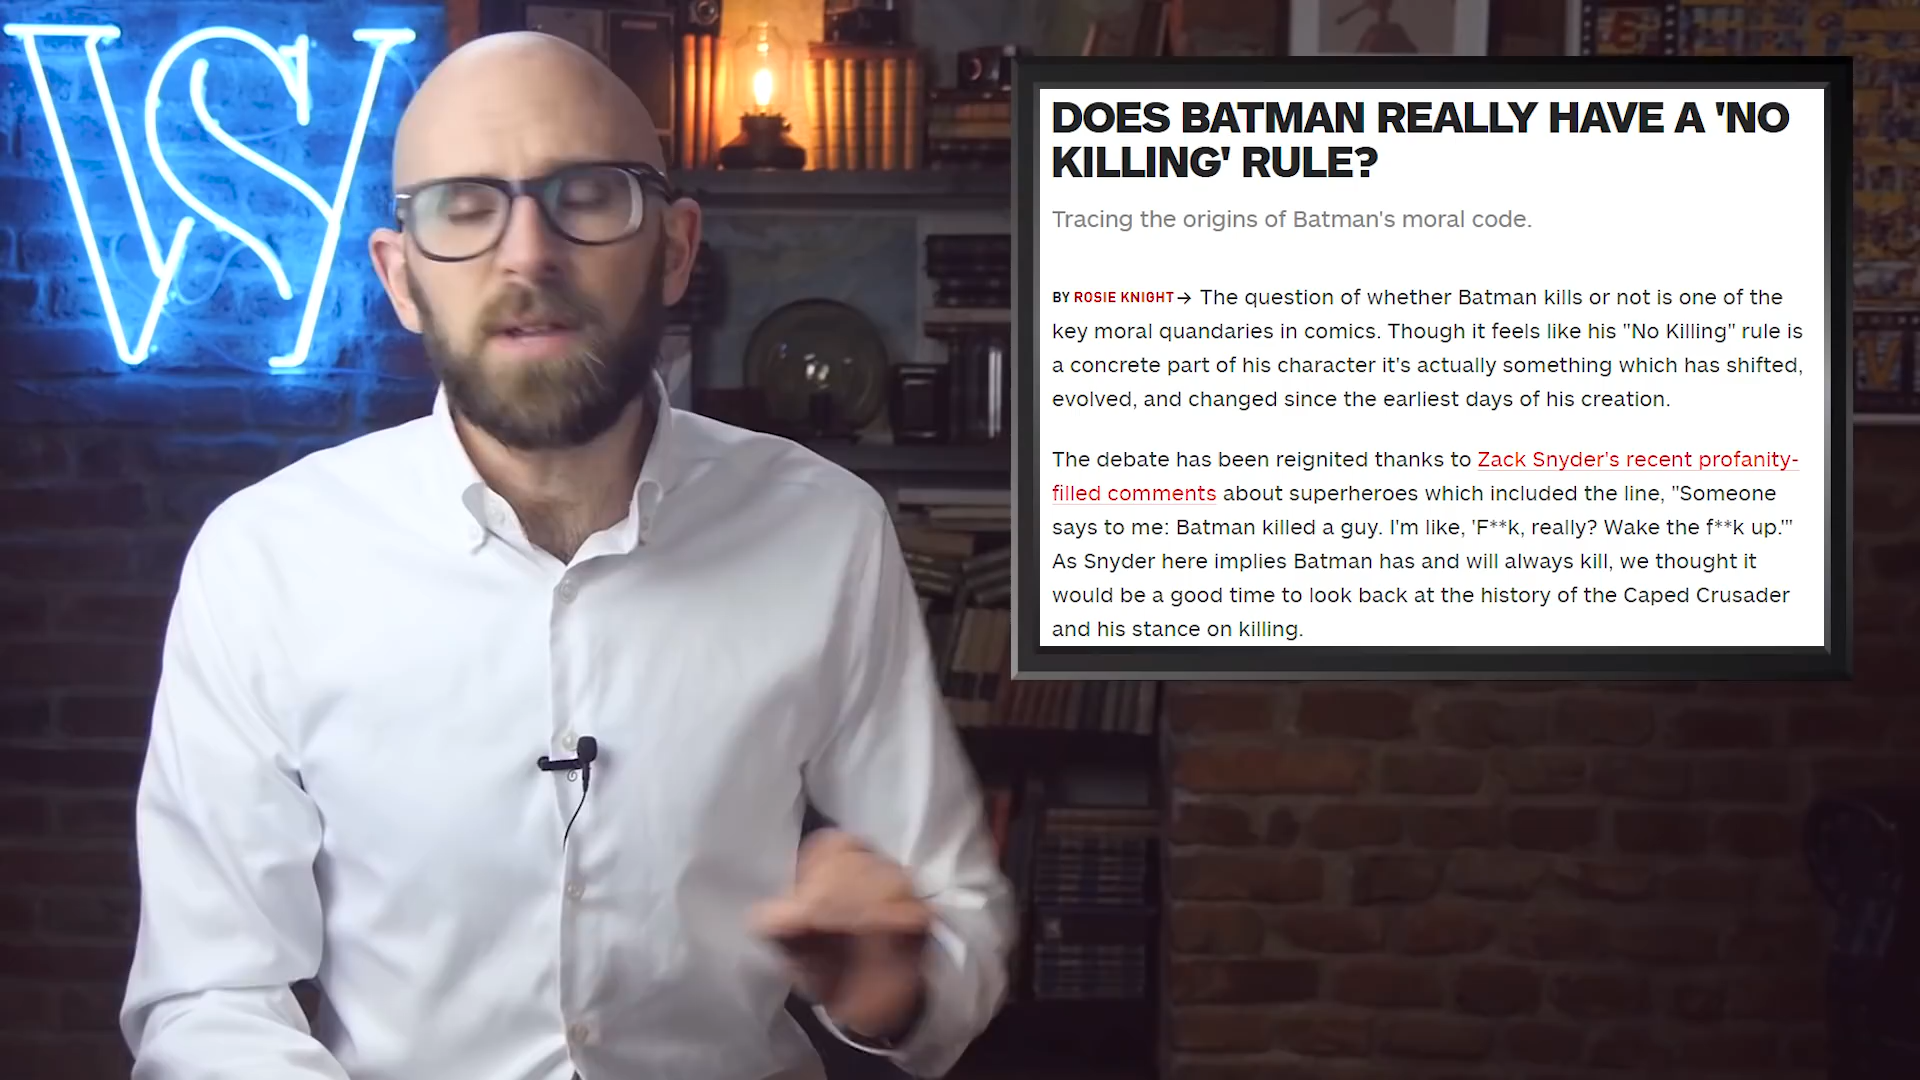 VS
DOES BATMAN REALLY HAVE A 'NO
KILLING' RULE?
Tracing the origins of Batman's moral code.
BY ROSIE KNIGHT→ The question of whether Batman kills or not is one of the
key moral quandaries in comics. Though it feels like his "No Killing" rule is
a concrete part of his character it's actually something which has shifted,
evolved, and changed since the earliest days of his creation.
The debate has been reignited thanks to Zack Snyder's recent profanity-
filled comments about superheroes which included the line, "Someone
says to me: Batman killed a guy. I'm like, 'F**k, really? Wake the f**k up.'"
As Snyder here implies Batman has and will always kill, we thought it
would be a good time to look back at the history of the Caped Crusader
and his stance on killing.